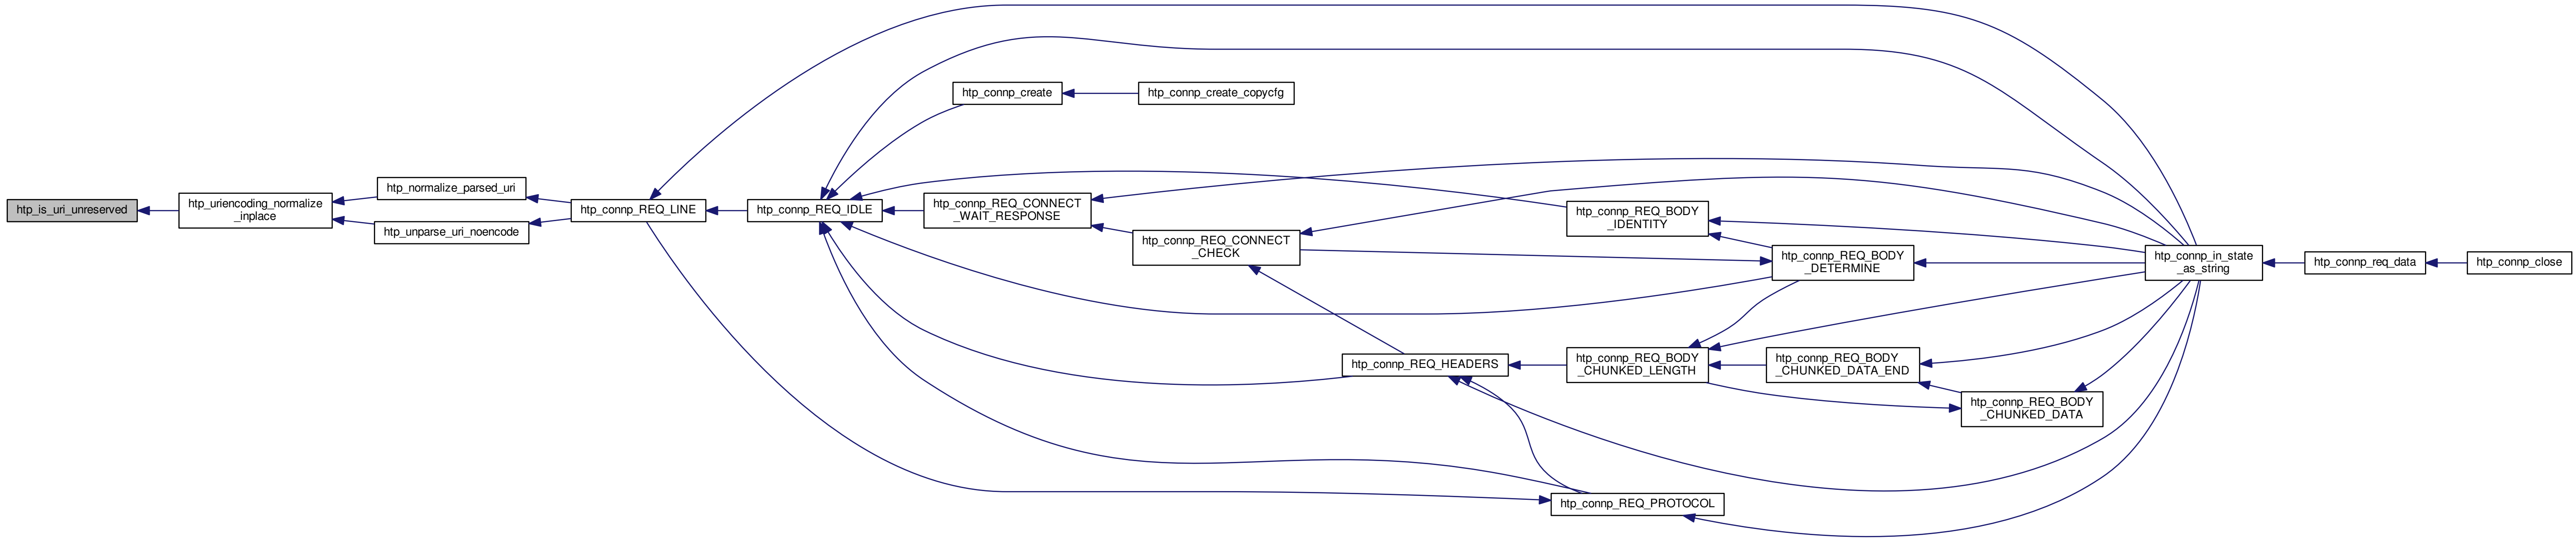 htp_is_uri_unreserved
htp_uriencoding_normalize
_inplace
htp_normalize_parsed_uri
htp_unparse_uri_noencode
htp_connp_REQ_LINE
htp_connp_REQ_IDLE
htp_connp_create
htp_connp_create_copycfg
htp_connp_REQ_CONNECT
_WAIT_RESPONSE
htp_connp_REQ_CONNECT
_CHECK
htp_connp_REQ_HEADERS
htp_connp_REQ_BODY
_IDENTITY
htp_connp_REQ_BODY
_DETERMINE
htp_connp_REQ_BODY
_CHUNKED_LENGTH
htp_connp_REQ_BODY
_CHUNKED_DATA_END
htp_connp_REQ_BODY
_CHUNKED_DATA
htp_connp_REQ_PROTOCOL
htp_connp_in_state
_as_string
htp_connp_req_data
htp_connp_close